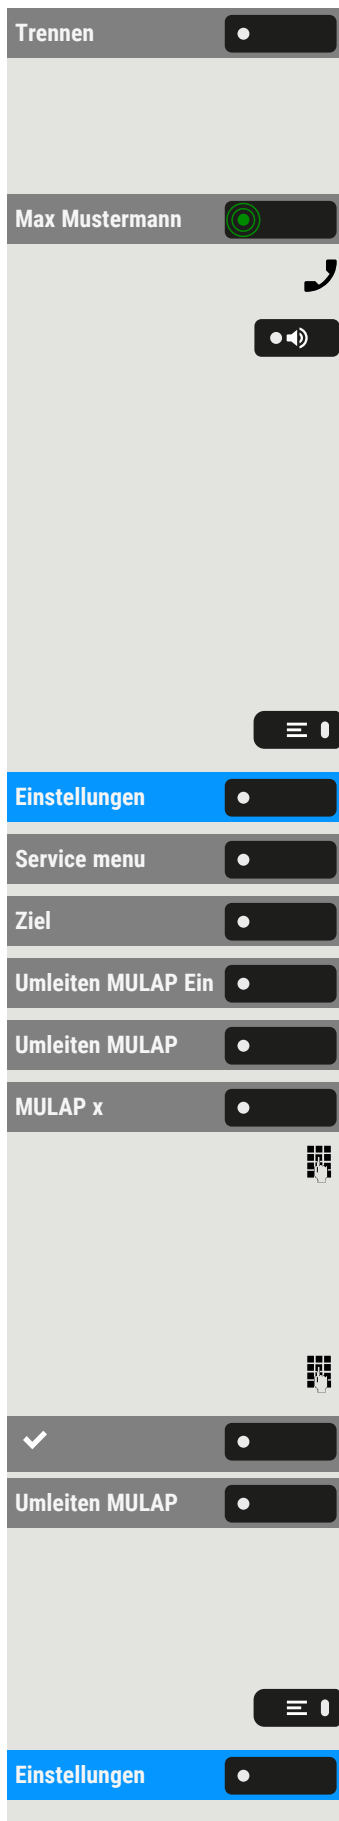 Trennen
Max Mustermann
Einstellungen
Service menu
Ziel
Umleiten MULAP Ein
Umleiten MULAP
MULAP x
Umleiten MULAP
Einstellungen